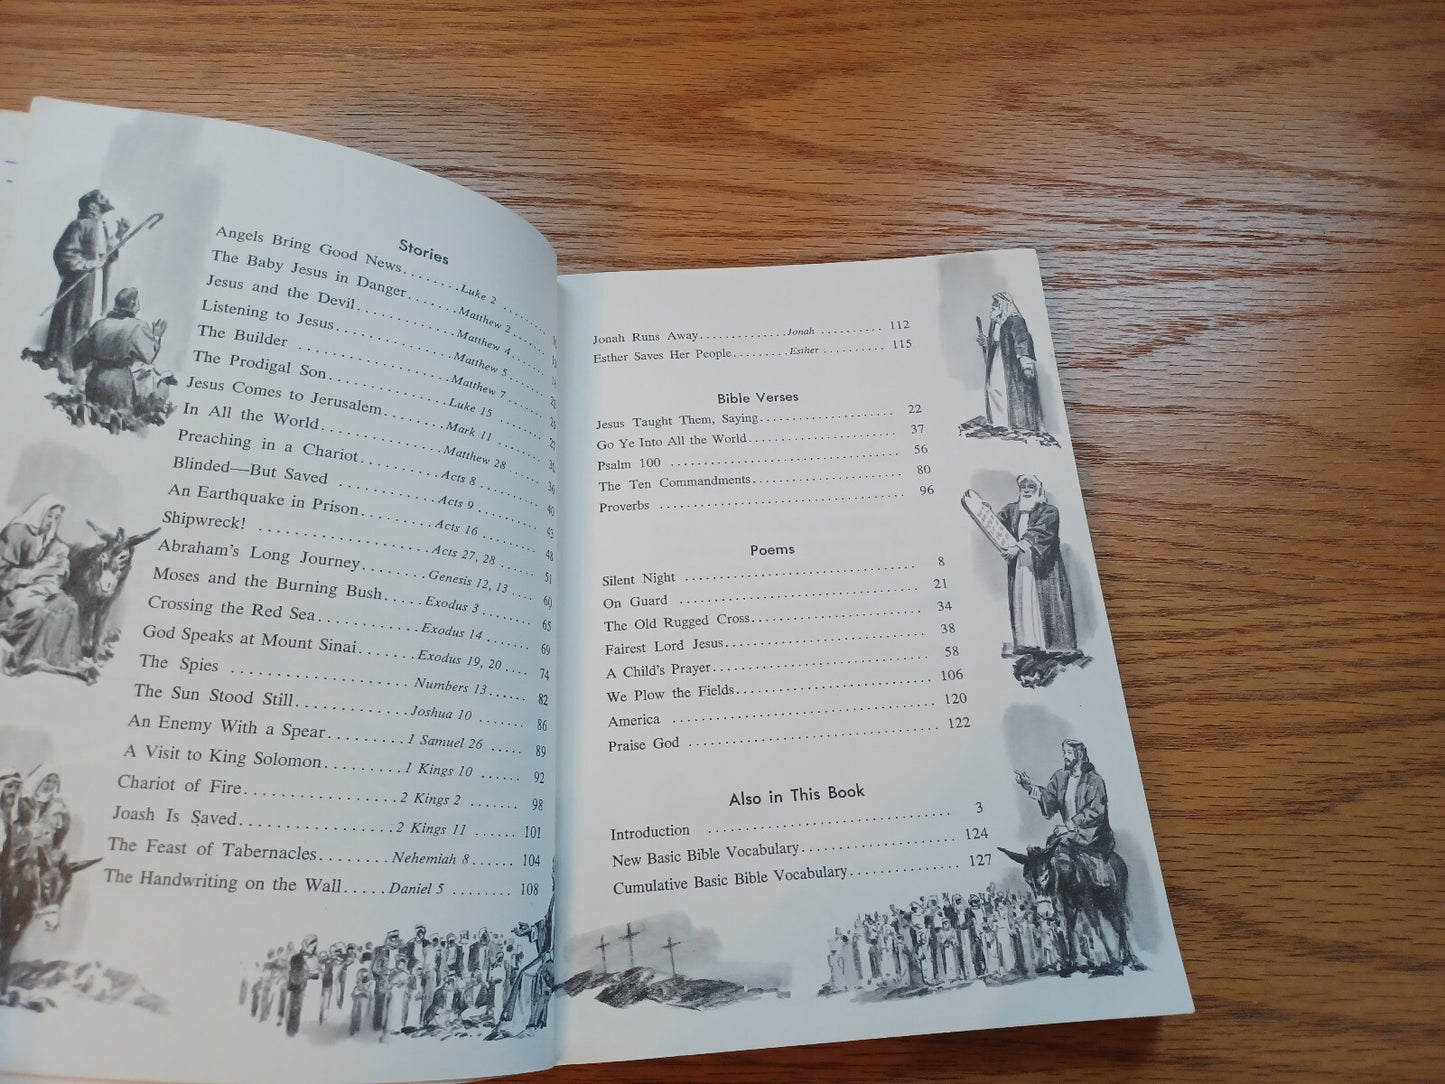 Stories
Angels Bring Good News........Luke 2 ......
The Baby Jesus in Danger.......Matthew 2......
Jesus and the Devil.............Matthew 4......
Listening to Jesus...............Matthew 5......
The Builder ....................Matthew 7......
The Prodigal Son...............Luke 15 ........ 27
Jesus Comes to Jerusalem........Mark 11........ 30
In All the World................Matthew 28 .... 36
Preaching in a Chariot..........Acts 8 ........ 40
Blinded—But Saved .............Acts 9 ........ 43
An Earthquake in Prison.........Acts 16 ....... 48
Shipwreck! .....................Acts 27, 28 ..... 51
Abraham's Long Journey........Genesis 12, 13 .... 60
Moses and the Burning Bush.....Exodus 3 ........ 65
Crossing the Red Sea............Exodus 14 ....... 69
God Speaks at Mount Sinai.......Exodus 19, 20 .... 74
The Spies ......................Numbers 13...... 82
The Sun Stood Still..............Joshua 10 ....... 86
An Enemy With a Spear.........1 Samuel 26 ..... 89
A Visit to King Solomon.........1 Kings 10 ...... 92
Chariot of Fire.................2 Kings 2 ....... 98
Joash Is Saved.................2 Kings 11 ...... 101
The Feast of Tabernacles........Nehemiah 8...... 104
The Handwriting on the Wall.....Daniel 5 ......... 108
Jonah Runs Away............Jonah .......... 112
Esther Saves Her People.........Esther .......... 115
Bible Verses
Jesus Taught Them, Saying.................... 22
Go Ye Into All the World...................... 37
Psalm 100 .................................. 56
The Ten Commandments....................... 80
Proverbs .................................... 96
Poems
Silent Night ................................. 8
On Guard ................................... 21
The Old Rugged Cross........................ 34
Fairest Lord Jesus............................. 38
A Child's Prayer.............................. 58
We Plow the Fields............................ 106
America .................................... 120
Praise God .................................. 122
Also in This Book
Introduction ................................. 3
New Basic Bible Vocabulary.................... 124
Cumulative Basic Bible Vocabulary............... 127